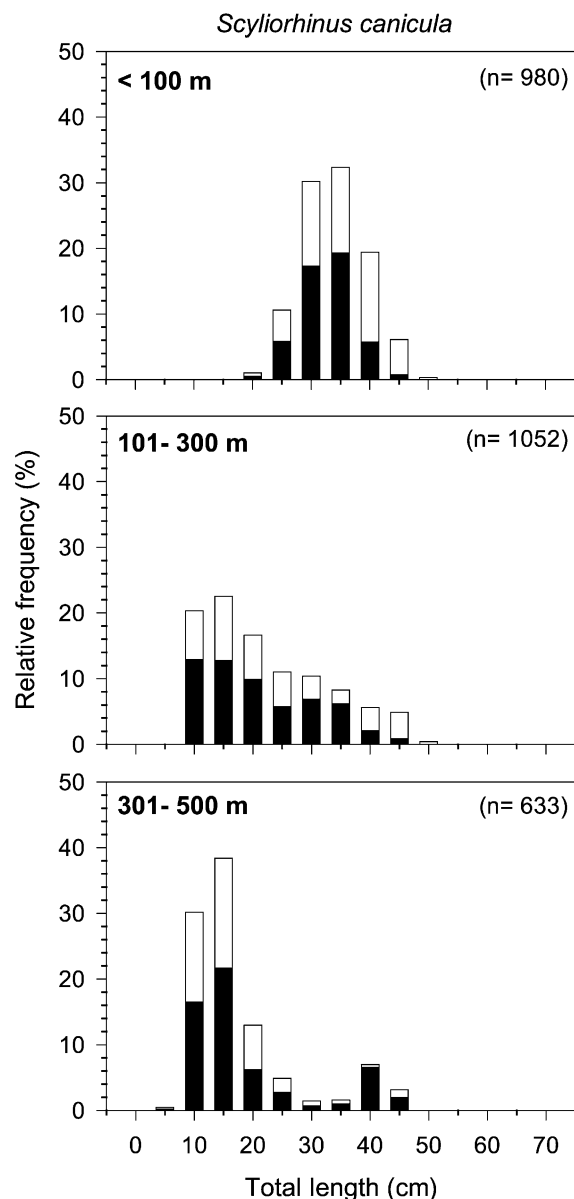 Scyliorhinus canicula
50
< 100 m
(n= 980)
40
30
20
10
0
50
101- 300 m
(n= 1052)
40
30
20
10
0
Relative frequency (%)
50
301- 500 m
(n= 633)
40
30
20
10
0
0 10 20 30 40 50 60 70
Total length (cm)